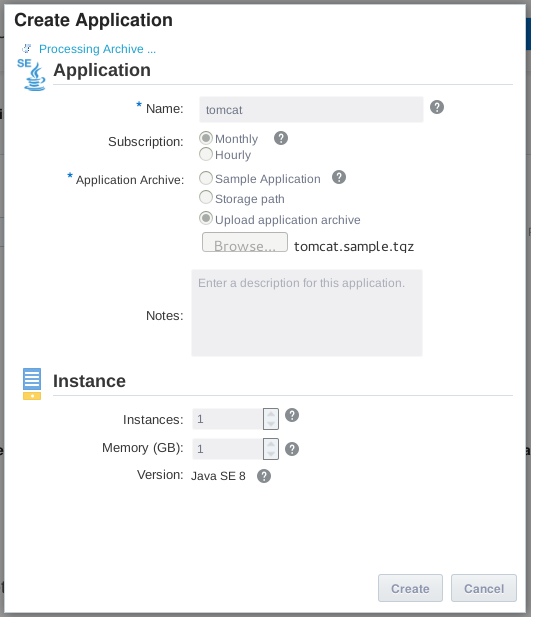 Create Application
Processing Archive ...
SE
Application
* Name: tomcat
Subscription: Monthly
Hourly
* Application Archive: Sample Application
Storage path
Upload application archive
Browse... tomcat.sample.tgz
Enter a description for this application.
Notes:
Instance
Instances: 1
Memory (GB): 1
Version: Java SE 8
Create Cancel